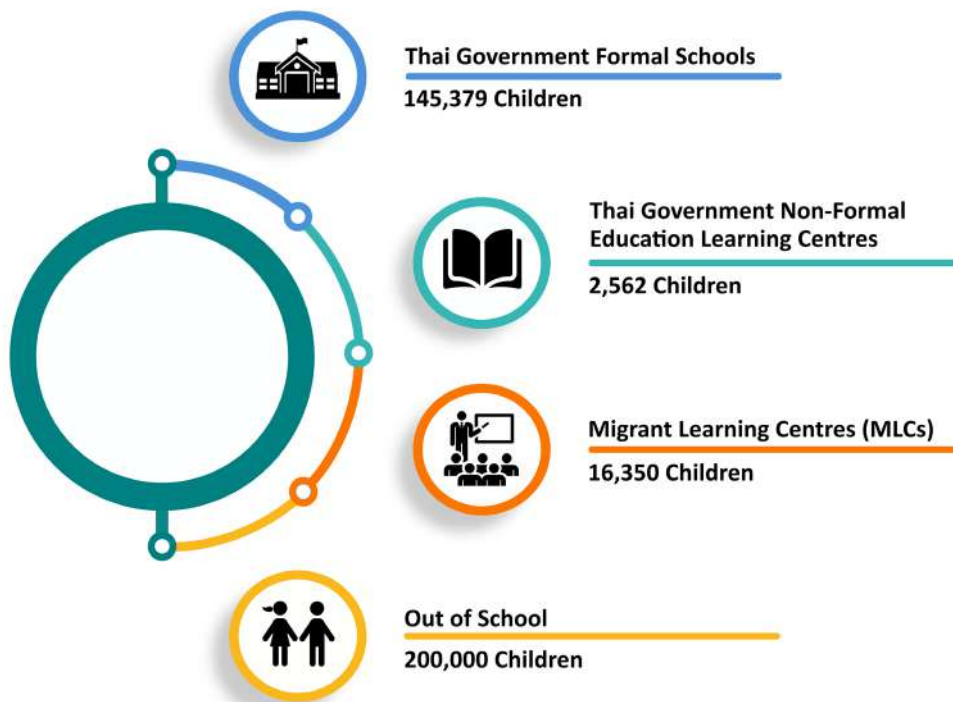 Thai Government Formal Schools
145,379 Children
Thai Government Non-Formal
Education Learning Centres
2,562 Children
Migrant Learning Centres (MLCs)
16,350 Children
Out of School
200,000 Children